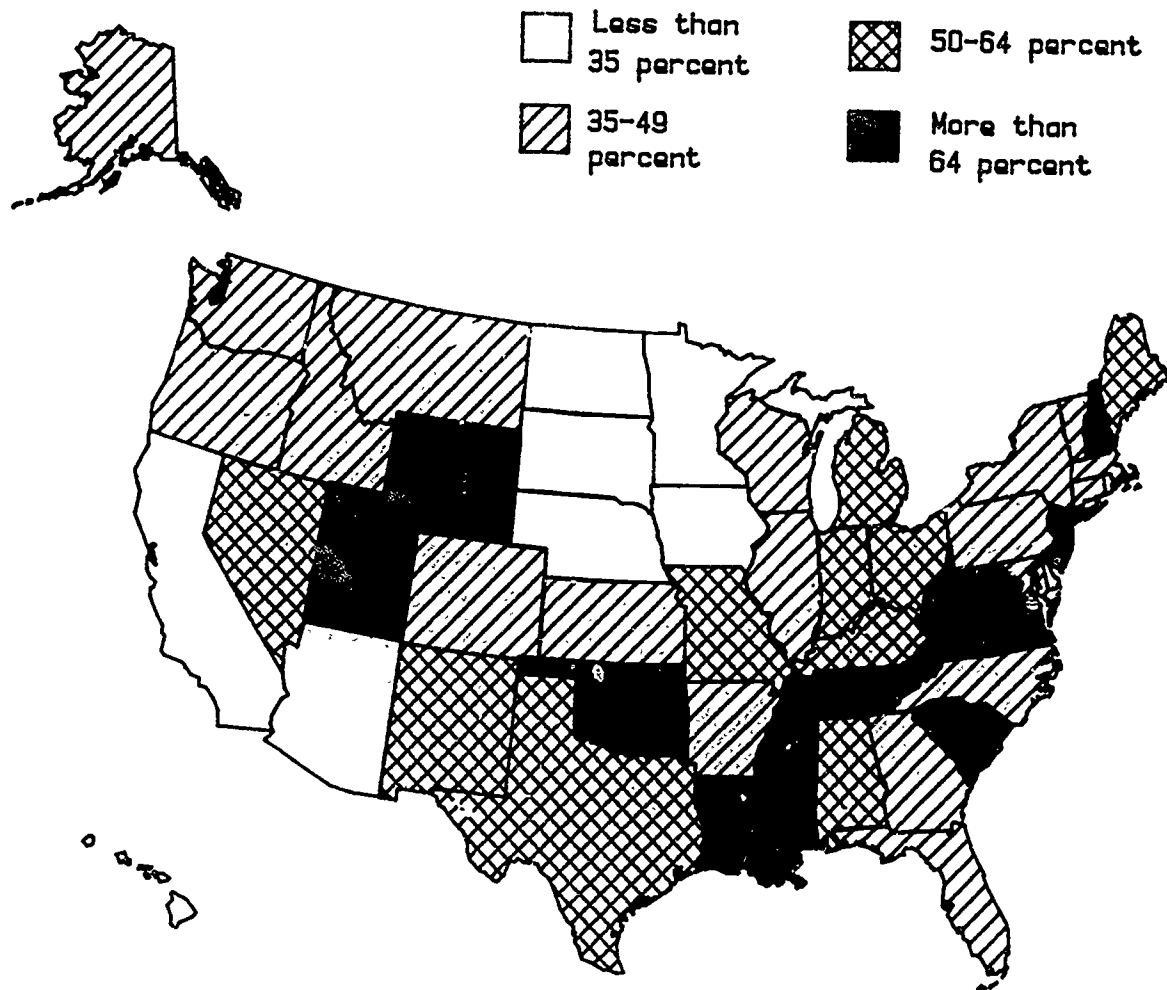 Less than
35 percent
35-49
percent
50-64 percent
More than
64 percent